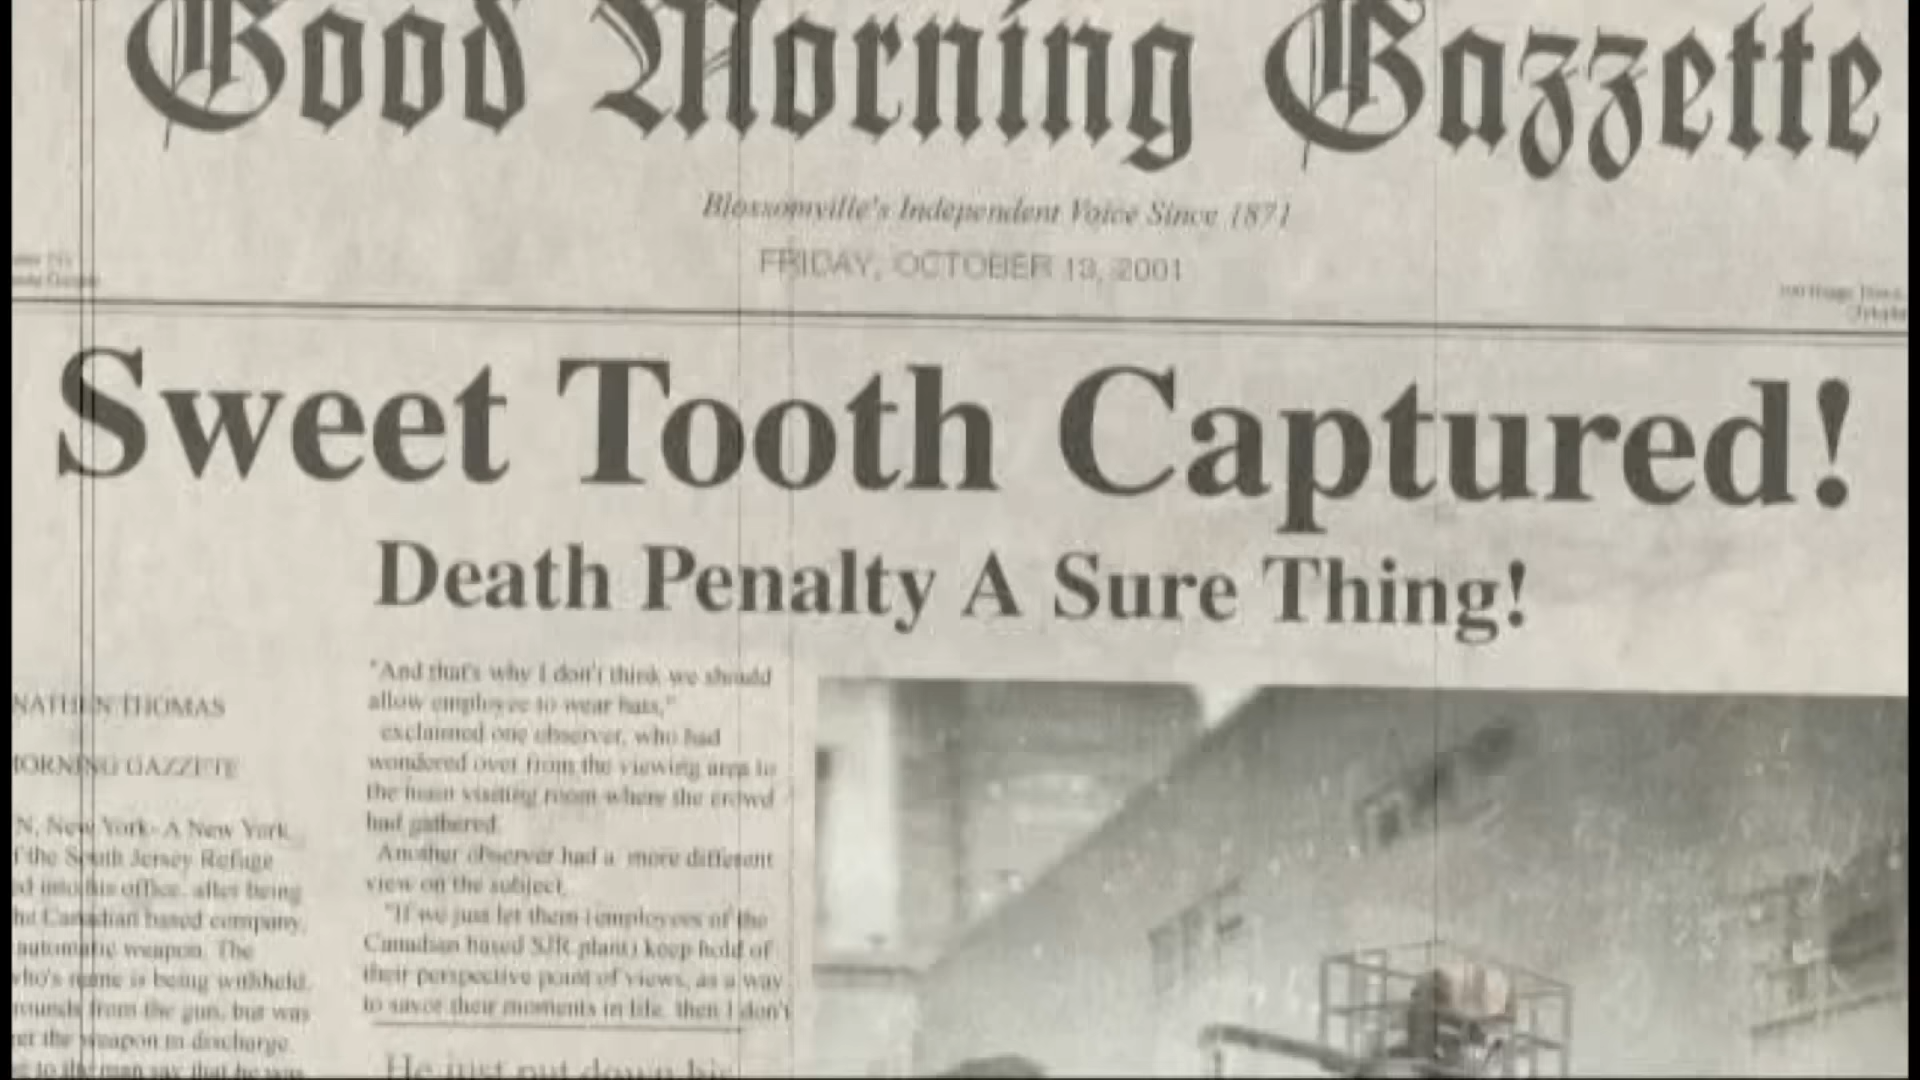 Good Morning Gazzette
Blossomville's Independent Voice Since 1871
FRIDAY, OCTOBER 13, 2001
Sweet Tooth Captured!
Death Penalty A Sure Thing!
NATHEN THOMAS
MORNING GAZZETE
N, New York- A New York
f the South Jersey Refuge
ed into his office, after being
Canadian based company,
automatic weapon. The
who's name is being withheld,
rounds from the gun, but was
the weapon to discharge
to the man say that he was
"And that's why I don't think we should
allow employee to wear hats,"
exclaimed one observer, who had
wondered over from the viewing area to
the main visiting room where the crowd
had gathered.
Another observer had a more different
view on the subject.
"If we just let them (employees of the
Canadian based SJR plant) keep hold of
their perspective point of views, as a way
to savor their moments in life, then I don't
He just put down his